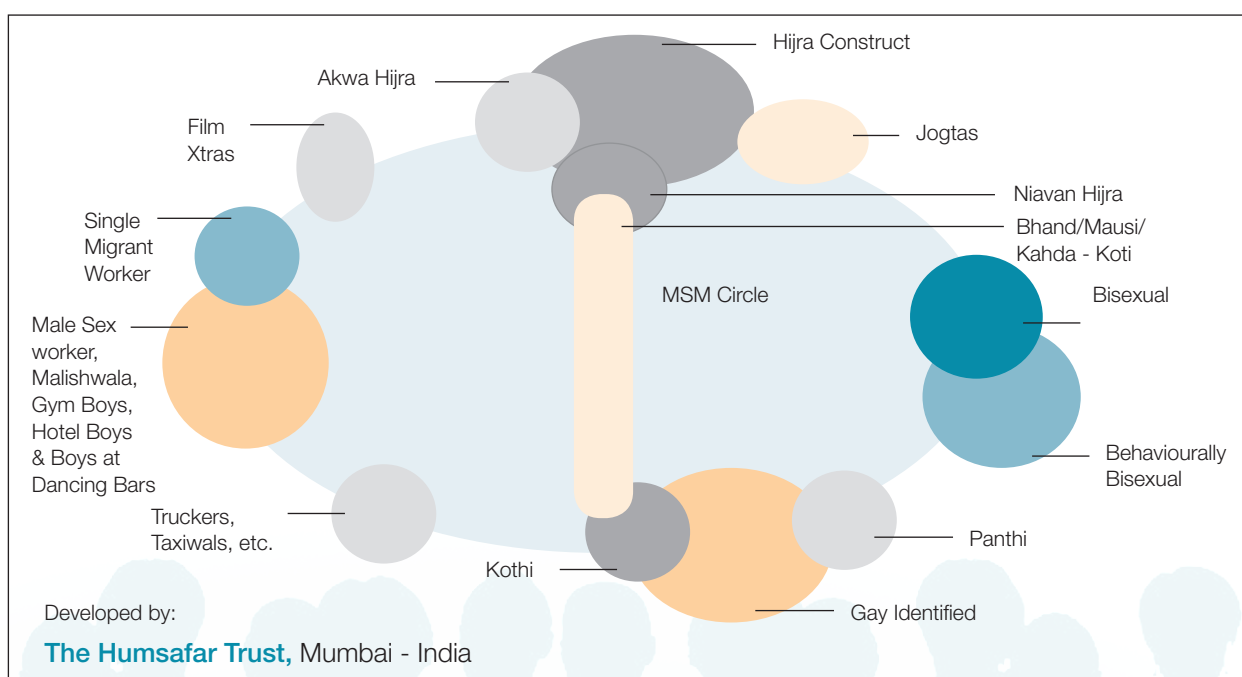 Hijra Construct
Akwa Hijra
Film
Xtras
Jogtas
Niavan Hijra
Single
Migrant
Worker
Bhand/Mausi/
Kahda - Koti
MSM Circle
Bisexual
Male Sex
worker,
Malishwala,
Gym Boys,
Hotel Boys
& Boys at
Dancing Bars
Behaviourally
Bisexual
Truckers,
Taxiwals, etc.
Panthi
Kothi
Gay Identified
Developed by:
The Humsafar Trust, Mumbai - India